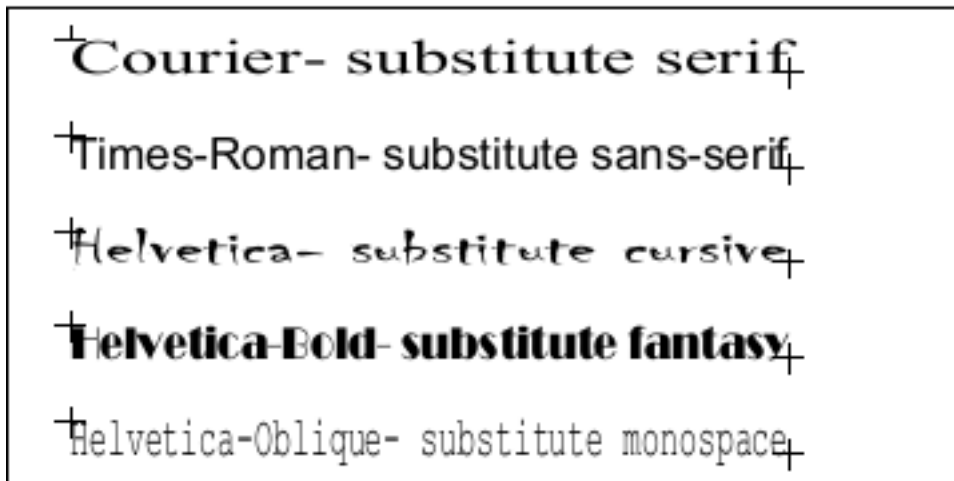 Courier- substitute serif
Times-Roman- substitute sans-serif
Helvetica- substitute cursive
Helvetica-Bold- substitute fantasy
Helvetica-Oblique- substitute monospace